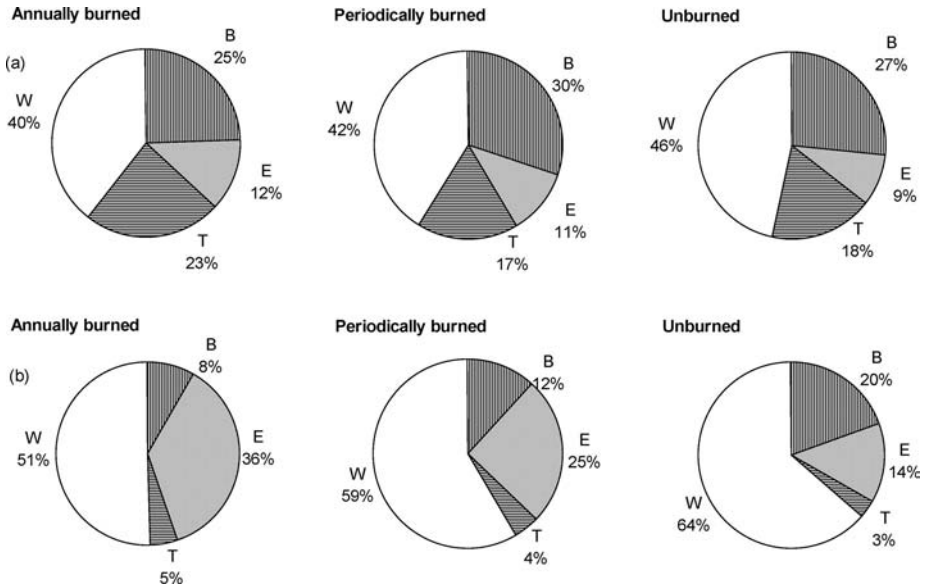 Annually burned
Periodically burned
Unburned
(a)
B
25%
W
40%
E
12%
T
23%
B
30%
W
42%
E
11%
T
17%
B
27%
W
46%
E
9%
T
18%
Annually burned
Periodically burned
Unburned
(b)
B
8%
W
51%
E
36%
T
5%
B
12%
W
59%
E
25%
T
4%
B
20%
W
64%
E
14%
T
3%